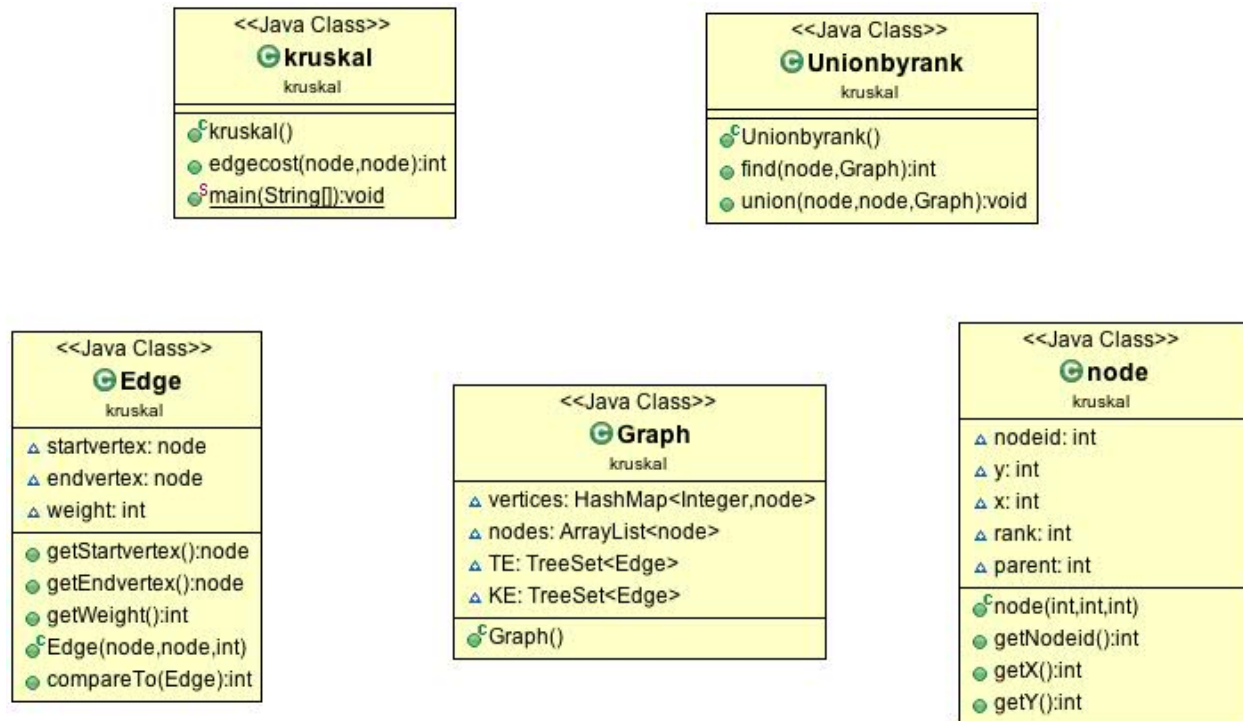 <<Java Class>>
kruskal
kruskal
kruskal()
edgecost(node,node):int
main(String[]):void
<<Java Class>>
Unionbyrank
kruskal
Unionbyrank()
find(node,Graph):int
union(node,node,Graph):void
<<Java Class>>
Edge
kruskal
startvertex: node
endvertex: node
weight: int
getStartvertex():node
getEndvertex():node
getWeight():int
Edge(node,node,int)
compareTo(Edge):int
<<Java Class>>
Graph
kruskal
vertices: HashMap<Integer,node>
nodes: ArrayList<node>
TE: TreeSet<Edge>
KE: TreeSet<Edge>
Graph()
<<Java Class>>
node
kruskal
nodeid: int
y: int
x: int
rank: int
parent: int
node(int,int,int)
getNodeid():int
getX():int
getY():int